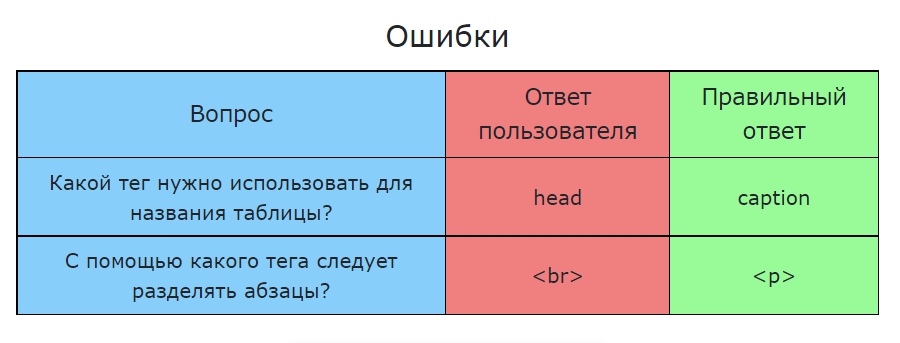 Ошибки
Вопрос
Ответ
пользователя
Правильный
ответ
Какой тег нужно использовать для
названия таблицы?
head
caption
С помощью какого тега следует
разделять абзацы?
<br>
<p>